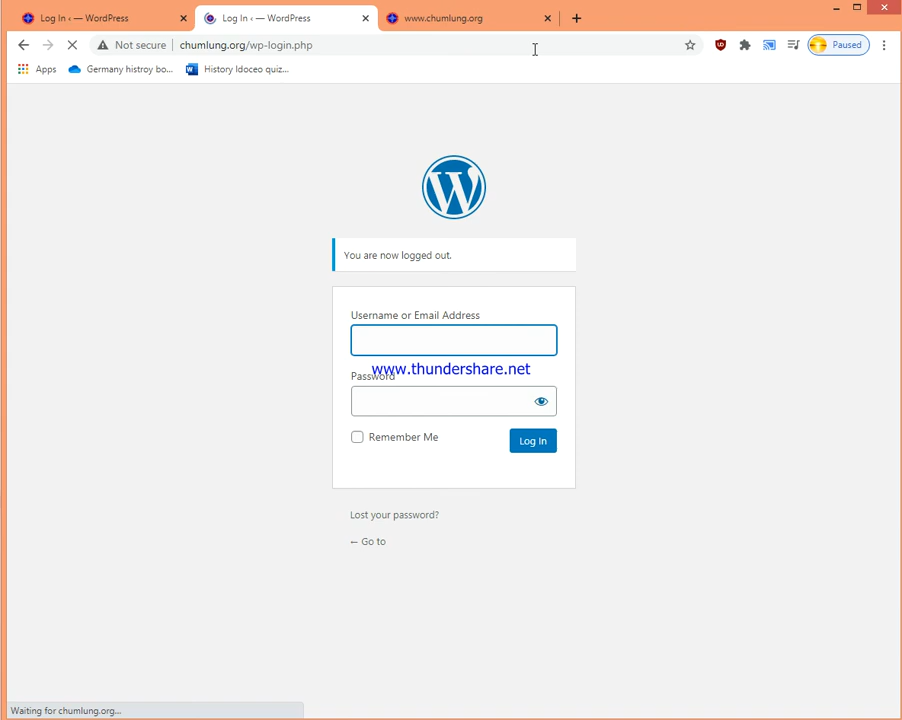 Log In ‹ — WordPress
Log In ‹ — WordPress
www.chumlung.org
Not secure
chumlung.org/wp-login.php
Paused
Apps
Germany histroy bo...
History Idoceo quiz...
You are now logged out.
Username or Email Address
www.thundershare.net
Password
Remember Me
Log In
Lost your password?
← Go to
Waiting for chumlung.org...